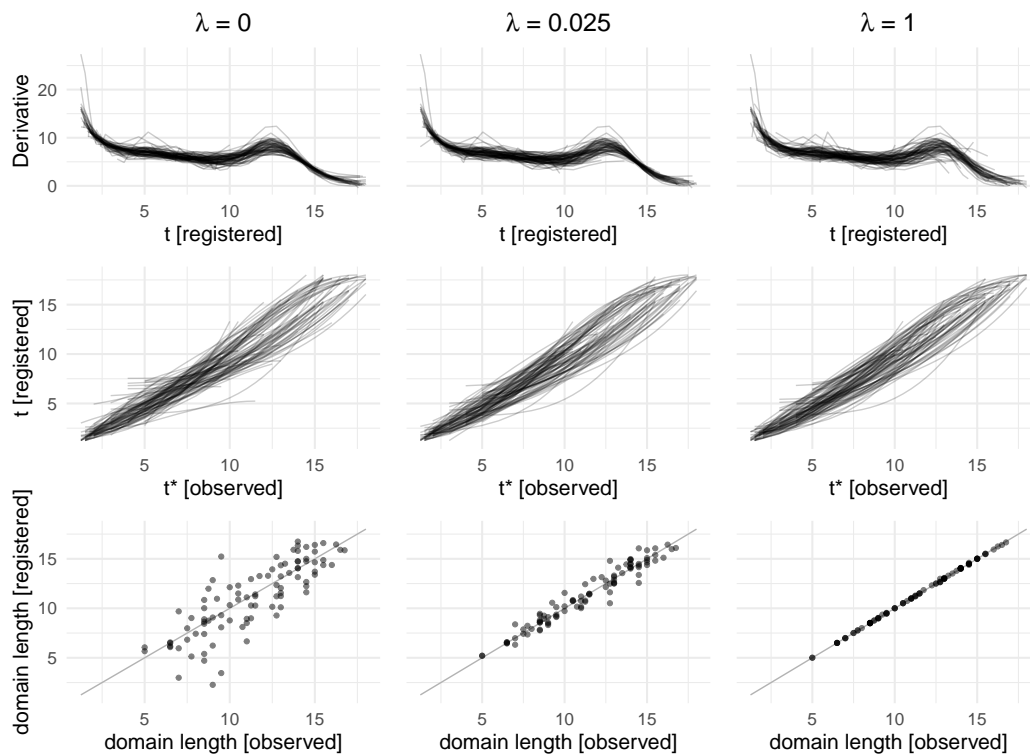 λ = 0 λ = 0.025 λ = 1
Derivative
20
10
0
5 10 15 5 10 15 5 10 15
t [registered] t [registered] t [registered]
t [registered]
15
10
5
5 10 15 5 10 15 5 10 15
t* [observed] t* [observed] t* [observed]
domain length [registered]
15
10
5
5 10 15 5 10 15 5 10 15
domain length [observed] domain length [observed] domain length [observed]